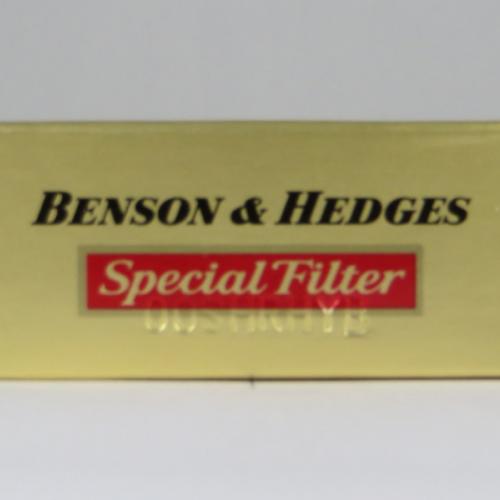 BENSON & HEDGES
Special Filter